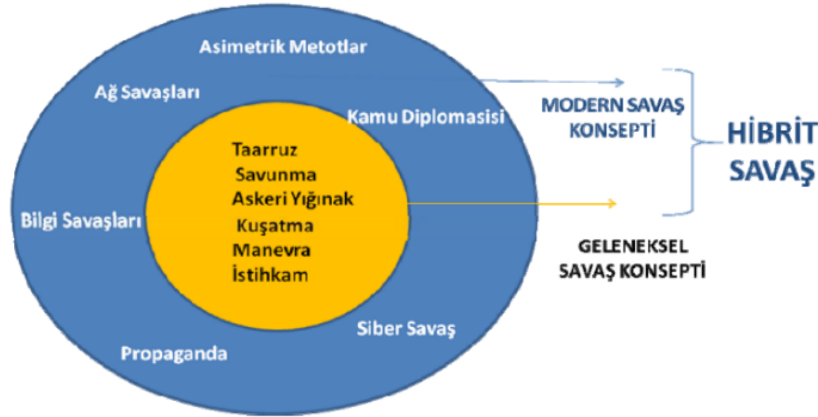 Asimetrik Metotlar
Ağ Savaşları
Kamu Diplomasisi
Bilgi Savaşları
Propaganda
Siber Savaş
Taarruz
Savunma
Askeri Yığınak
Kuşatma
Manevra
İstihkam
MODERN SAVAŞ
KONSEPTİ
GELENEKSEL
SAVAŞ KONSEPTİ
HİBRİT
SAVAŞ